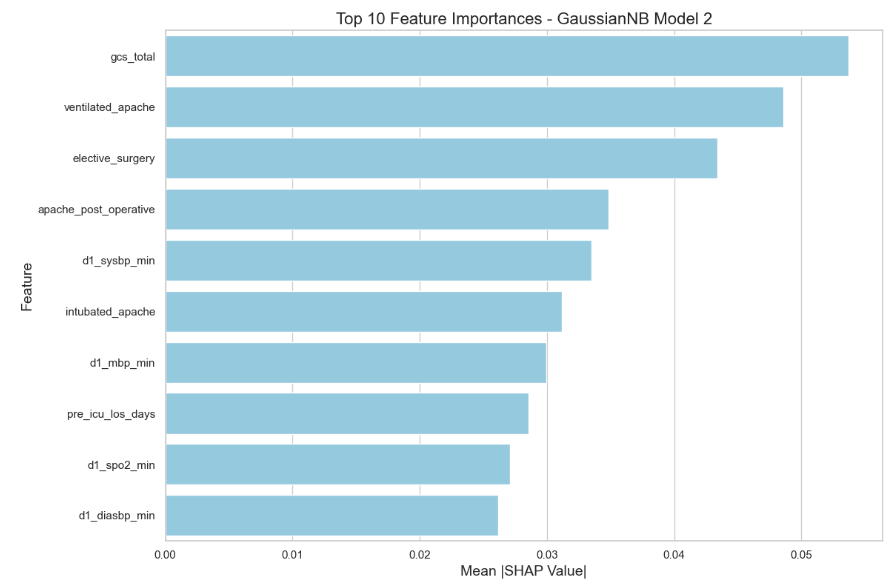 Top 10 Feature Importances - GaussianNB Model 2
gcs_total
ventilated_apache
elective_surgery
apache_post_operative
d1_sysbp_min
intubated_apache
d1_mbp_min
pre_icu_los_days
d1_spo2_min
d1_diasbp_min
Feature
0.00 0.01 0.02 0.03 0.04 0.05
Mean |SHAP Value|